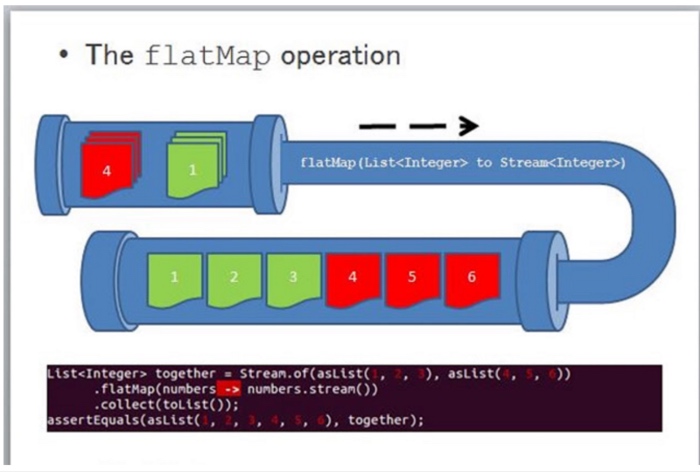 • The flatMap operation
4 1
flatMap(List<Integer> to Stream<Integer>)
1 2 3 4 5 6
List<Integer> together = Stream.of(asList(1, 2, 3), asList(4, 5, 6))
.flatMap(numbers -> numbers.stream())
.collect(toList());
assertEquals(asList(1, 2, 3, 4, 5, 6), together);